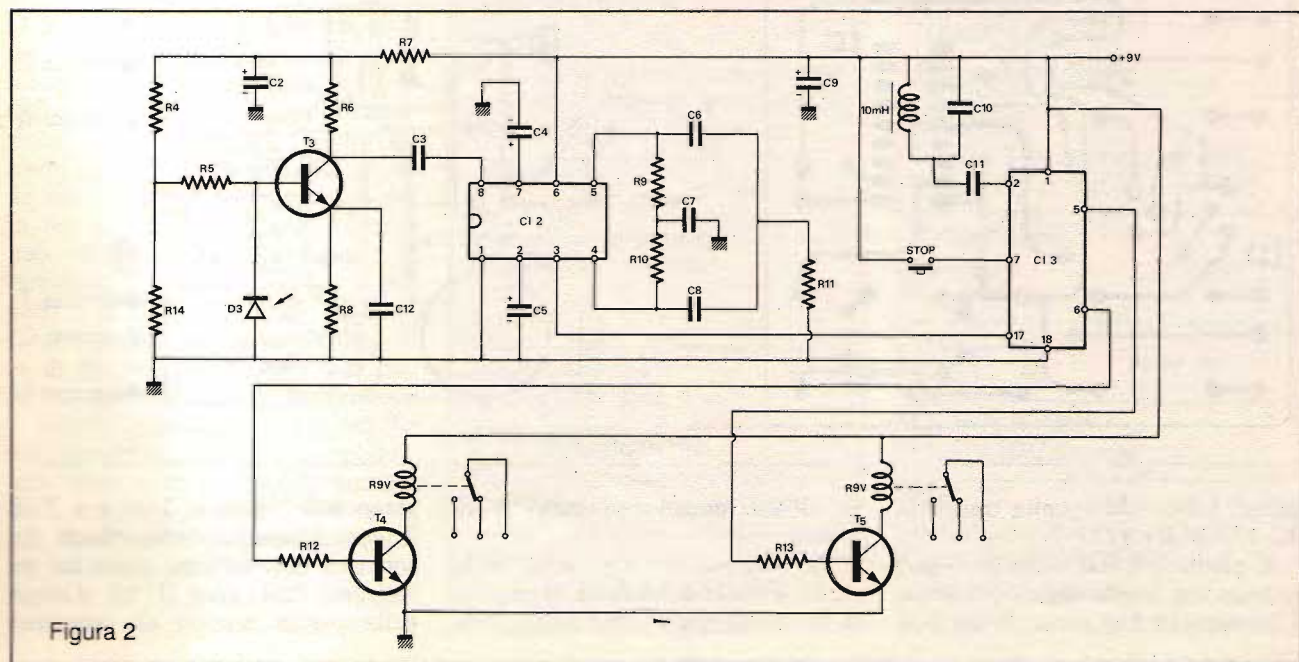 R7
+9V
R4
C2
R6
C9
10mH
C10
T3
C3
C4
C6
C11
R5
8 7 6 5
R9
C7
2 1
5
CI 2
STOP
7
CI 3
R14
D3
R8
C12
1 2 3 4
R10
C8
R11
6
C5
17
18
R9V
R9V
T4
T5
R12
R13
Figura 2